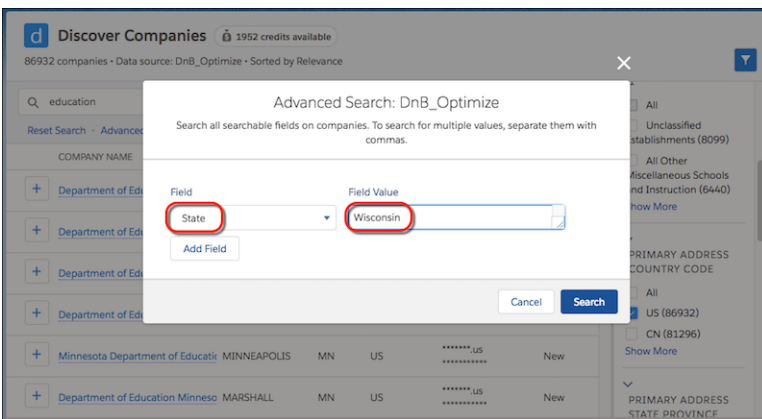 d Discover Companies 1952 credits available
86932 companies • Data source: DnB_Optimize • Sorted by Relevance
education
Reset Search · Advanced
COMPANY NAME
Department of Edu
Department of Edu
Department of Edu
Department of Edu
Minnesota Department of Educatic MINNEAPOLIS MN US *******.us *********** New
Department of Education Minneso MARSHALL MN US *******.us *********** New
Advanced Search: DnB_Optimize
Search all searchable fields on companies. To search for multiple values, separate them with
commas.
Field Field Value
State Wisconsin
Add Field
Cancel Search
All
Unclassified
Establishments (8099)
All Other
Miscellaneous Schools
and Instruction (6440)
Show More
PRIMARY ADDRESS
COUNTRY CODE
All
US (86932)
CN (81296)
Show More
PRIMARY ADDRESS
STATE PROVINCE